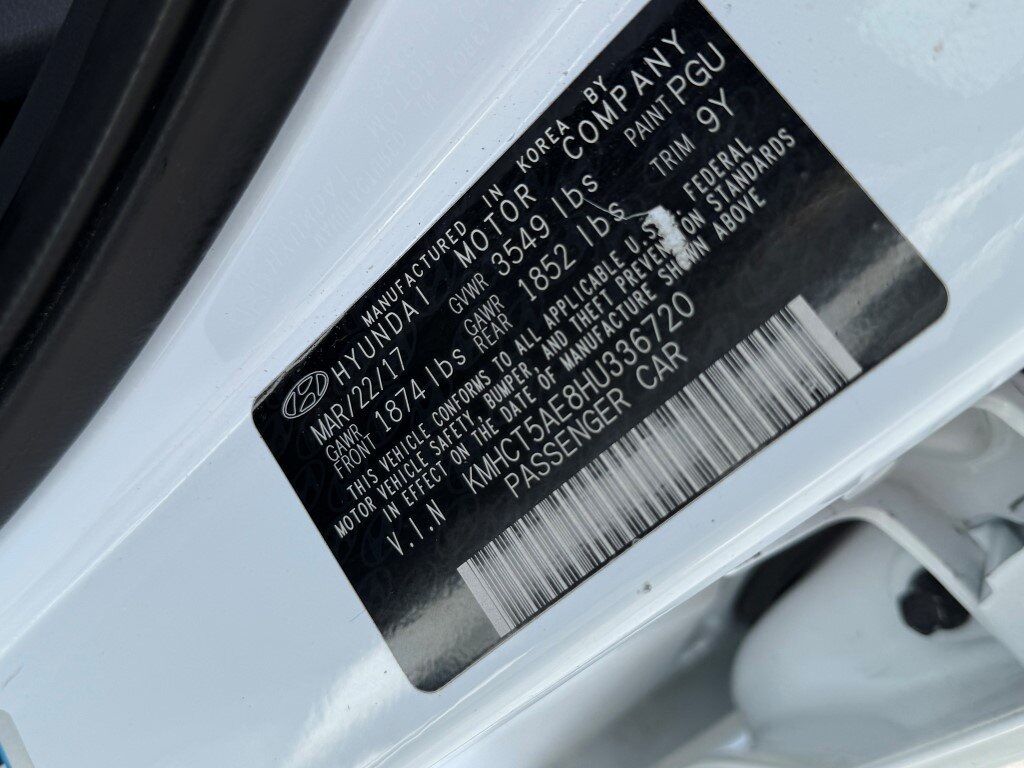 MANUFACTURED IN KOREA BY
HYUNDAI MOTOR COMPANY
MAR/22/17 GVWR 3549 lbs PAINT PGU
GAWR FRONT 1874 lbs GAWR REAR 1852 lbs TRIM 9Y
THIS VEHICLE CONFORMS TO ALL APPLICABLE U.S. FEDERAL
MOTOR VEHICLE SAFETY, BUMPER, AND THEFT PREVENTION STANDARDS
IN EFFECT ON THE DATE OF MANUFACTURE SHOWN ABOVE
V.I.N KMHCT5AE8HU336720
PASSENGER CAR